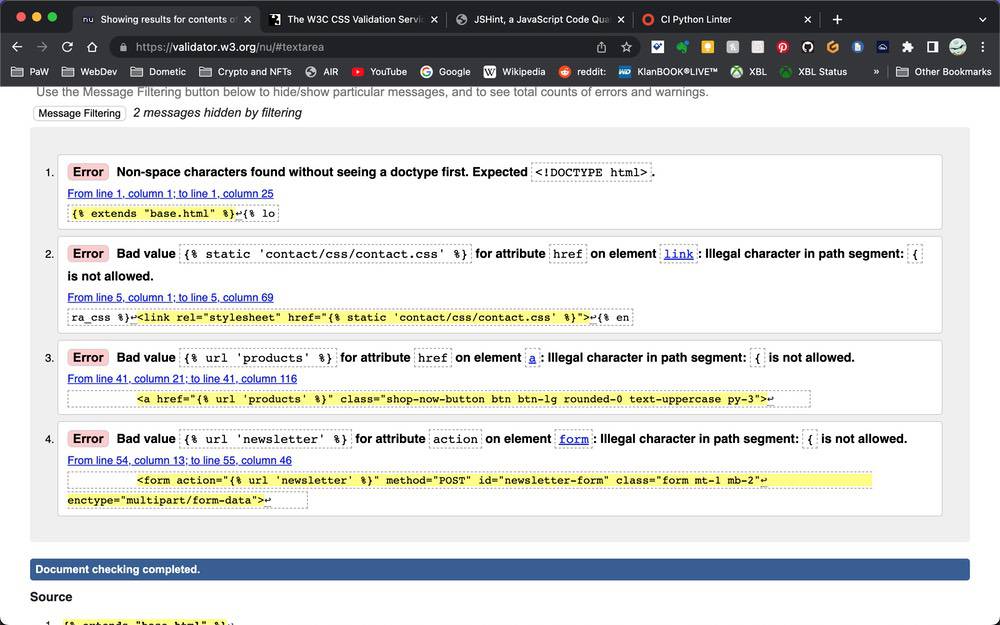 nu Showing results for contents of
The W3C CSS Validation Servi
JSHint, a JavaScript Code Qua
CI Python Linter
https://validator.w3.org/nu/#textarea
PaW
WebDev
Dometic
Crypto and NFTs
AIR
YouTube
Google
W Wikipedia
reddit:
KlanBOOK®LIVE™
XBL
XBL Status
»
Other Bookmarks
Use the Message Filtering button below to hide/show particular messages, and to see total counts of errors and warnings.
Message Filtering 2 messages hidden by filtering
1. Error Non-space characters found without seeing a doctype first. Expected <!DOCTYPE html>.
From line 1, column 1; to line 1, column 25
{% extends "base.html" %}↩{% lo
2. Error Bad value {% static 'contact/css/contact.css' %} for attribute href on element link: Illegal character in path segment: {
is not allowed.
From line 5, column 1; to line 5, column 69
ra_css %}↩<link rel="stylesheet" href="{% static 'contact/css/contact.css' %}">↩{% en
3. Error Bad value {% url 'products' %} for attribute href on element a: Illegal character in path segment: { is not allowed.
From line 41, column 21; to line 41, column 116
<a href="{% url 'products' %}" class="shop-now-button btn btn-lg rounded-0 text-uppercase py-3">↩
4. Error Bad value {% url 'newsletter' %} for attribute action on element form: Illegal character in path segment: { is not allowed.
From line 54, column 13; to line 55, column 46
<form action="{% url 'newsletter' %}" method="POST" id="newsletter-form" class="form mt-1 mb-2"↩
enctype="multipart/form-data">↩
Document checking completed.
Source
1. {% extends "base.html" %}↩